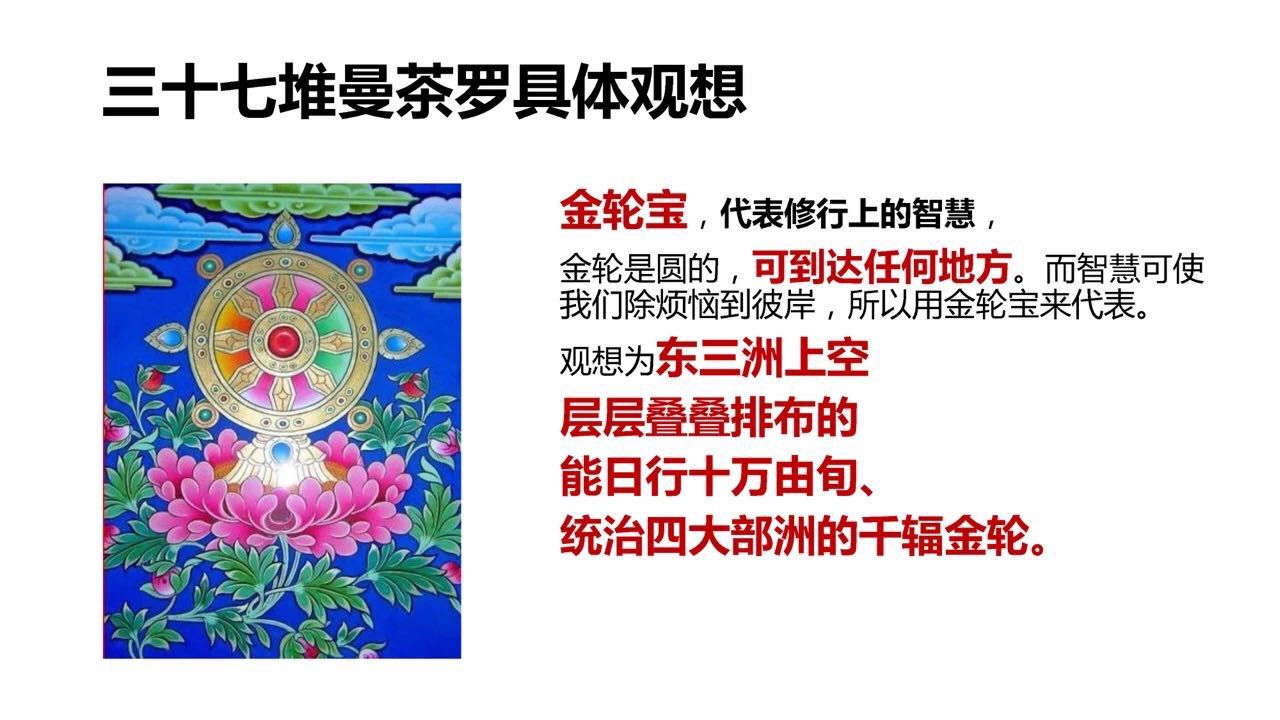 三十七堆曼茶罗具体观想
金轮宝，代表修行上的智慧，
金轮是圆的，可到达任何地方。而智慧可使
我们除烦恼到彼岸，所以用金轮宝来代表。
观想为东三洲上空
层层叠叠排布的
能日行十万由旬、
统治四大部洲的千辐金轮。